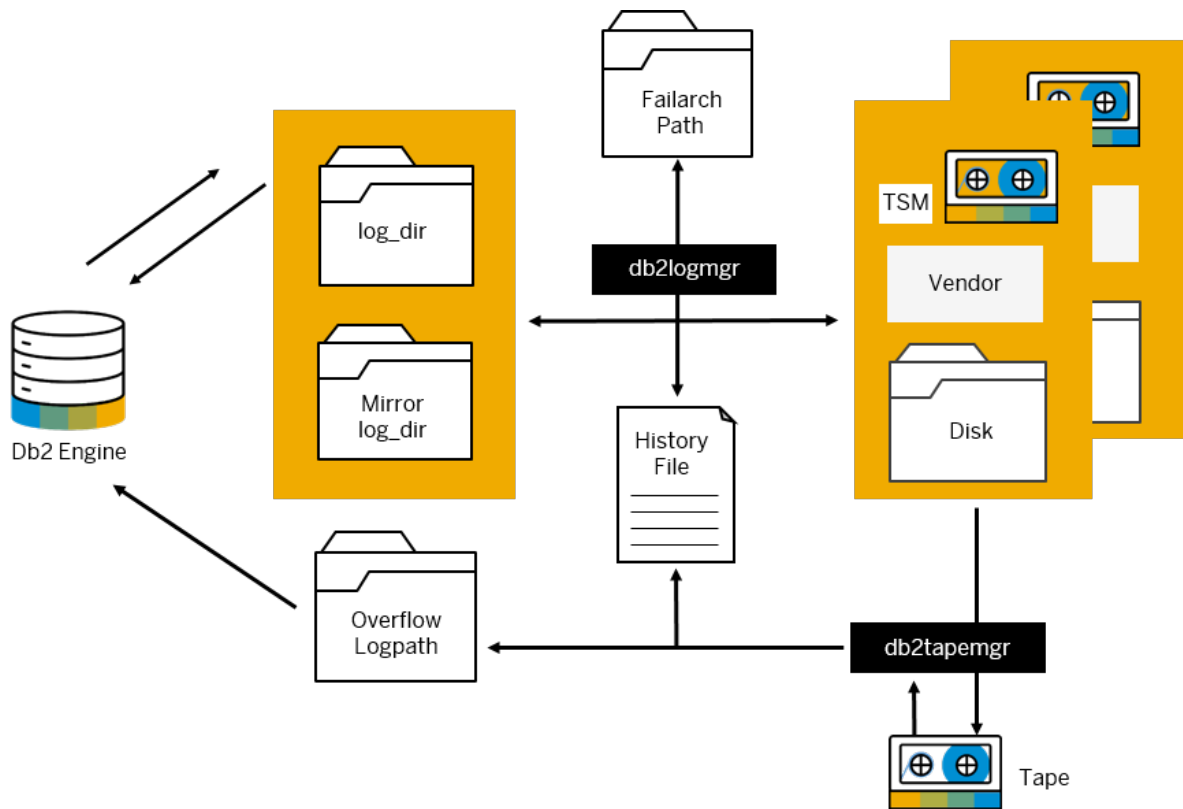 Failarch
Path
log_dir
TSM
db2logmgr
Vendor
Mirror
log_dir
History
File
Disk
Db2 Engine
Overflow
Logpath
db2tapemgr
Tape